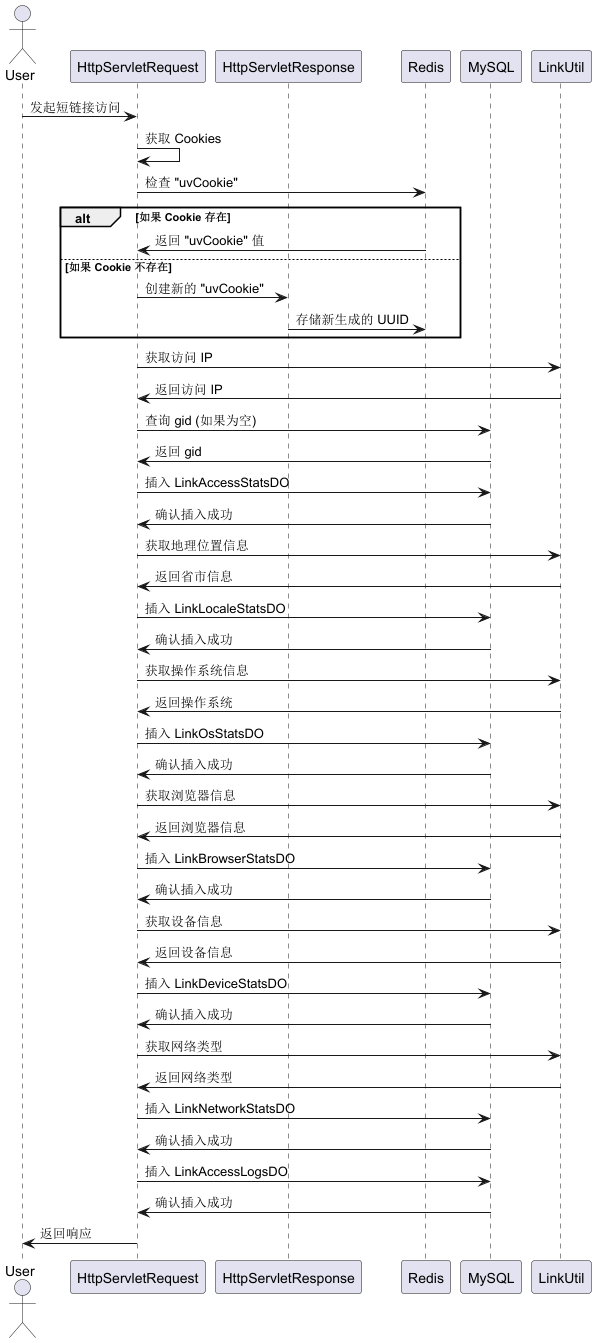 User
HttpServletRequest
HttpServletResponse
Redis
MySQL
LinkUtil
发起短链接访问
获取 Cookies
检查 "uvCookie"
alt
[如果 Cookie 存在]
返回 "uvCookie" 值
[如果 Cookie 不存在]
创建新的 "uvCookie"
存储新生成的 UUID
获取访问 IP
返回访问 IP
查询 gid (如果为空)
返回 gid
插入 LinkAccessStatsDO
确认插入成功
获取地理位置信息
返回省市信息
插入 LinkLocaleStatsDO
确认插入成功
获取操作系统信息
返回操作系统
插入 LinkOsStatsDO
确认插入成功
获取浏览器信息
返回浏览器信息
插入 LinkBrowserStatsDO
确认插入成功
获取设备信息
返回设备信息
插入 LinkDeviceStatsDO
确认插入成功
获取网络类型
返回网络类型
插入 LinkNetworkStatsDO
确认插入成功
插入 LinkAccessLogsDO
确认插入成功
返回响应
User
HttpServletRequest
HttpServletResponse
Redis
MySQL
LinkUtil